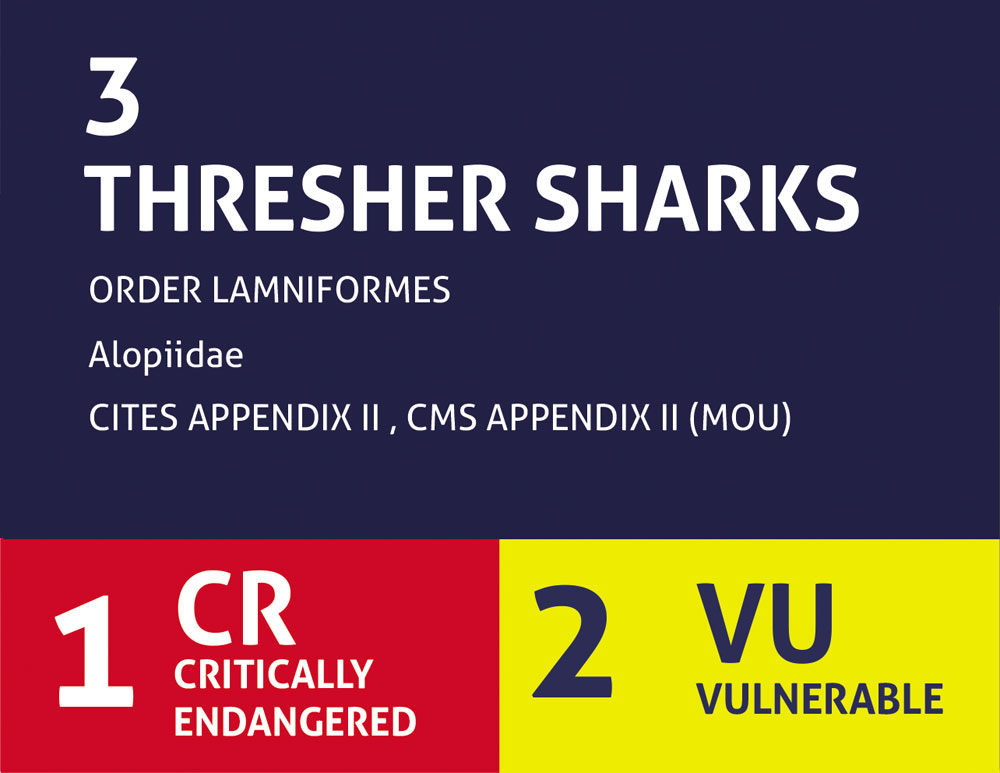 3
THRESHER SHARKS
ORDER LAMNIFORMES
Alopiidae
CITES APPENDIX II , CMS APPENDIX II (MOU)
1
CR
CRITICALLY
ENDANGERED
2
VU
VULNERABLE